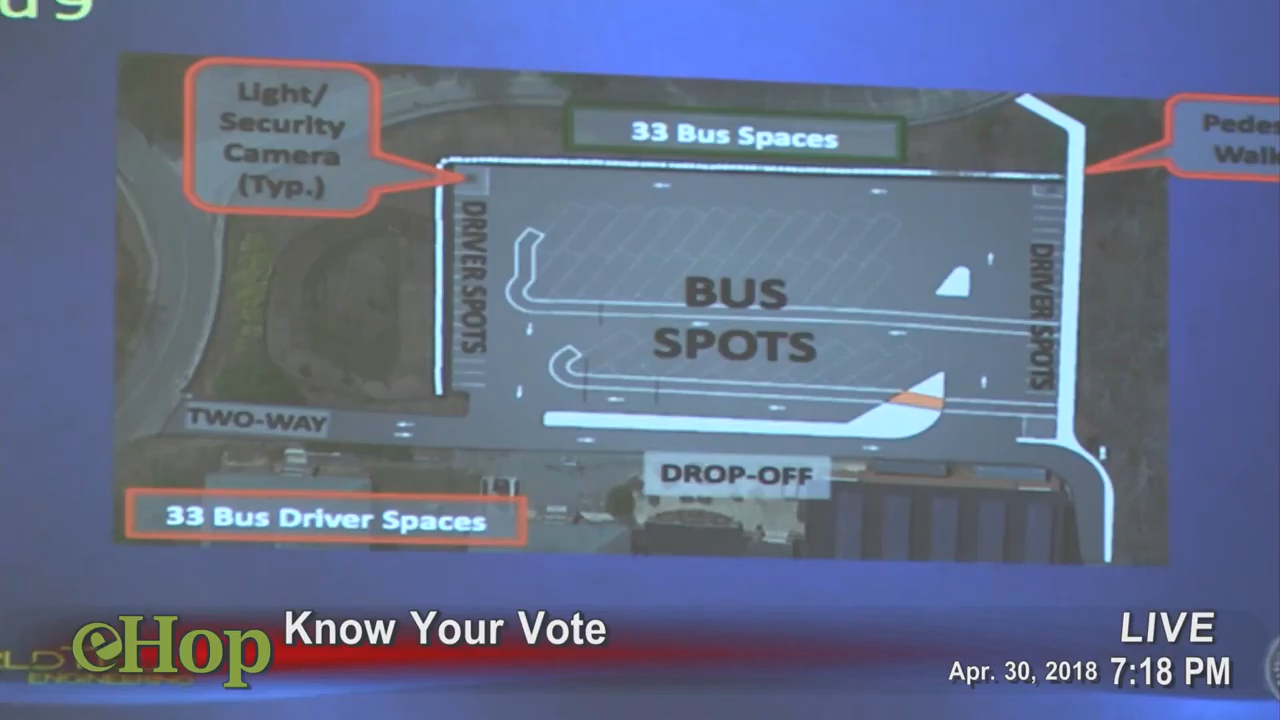 Light/
Security
Camera
(Typ.)
33 Bus Spaces
DRIVER SPOTS
BUS
SPOTS
DRIVER SPOTS
TWO-WAY
DROP-OFF
33 Bus Driver Spaces
eHop
Know Your Vote
LIVE
Apr. 30, 2018 7:18 PM